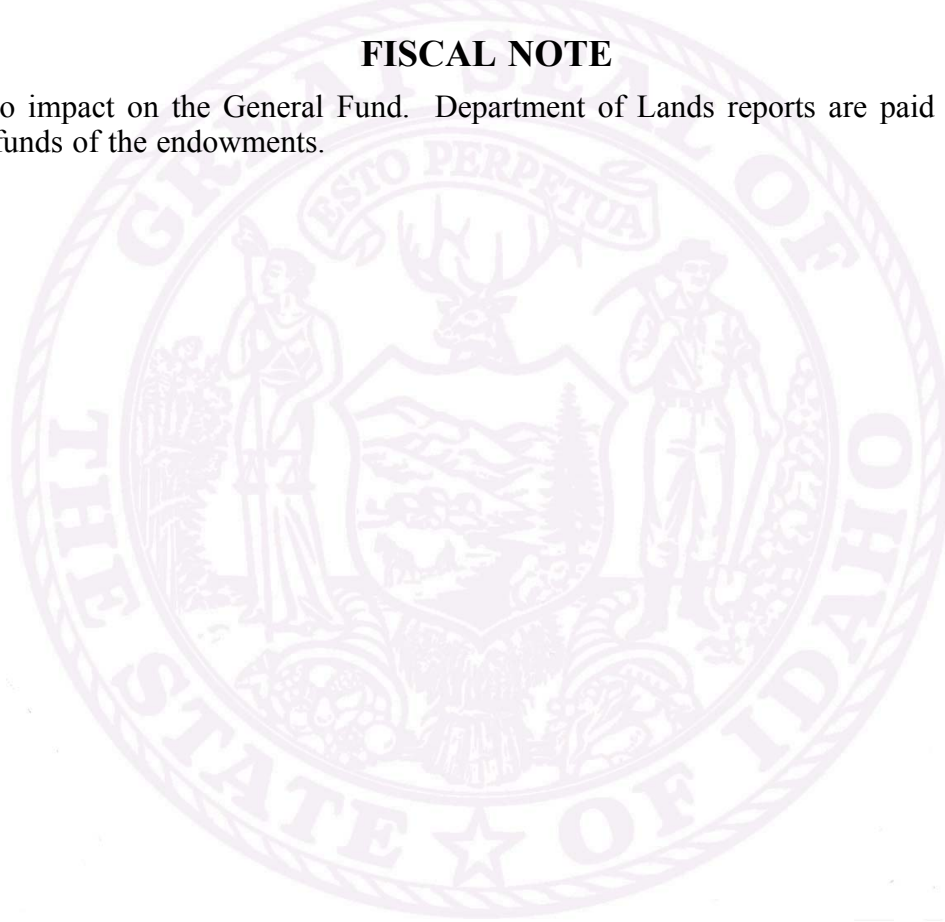 FISCAL NOTE
o impact on the General Fund. Department of Lands reports are paid
funds of the endowments.
GREAT SEAL OF
ESTO PERPETUA
THE STATE OF IDAHO